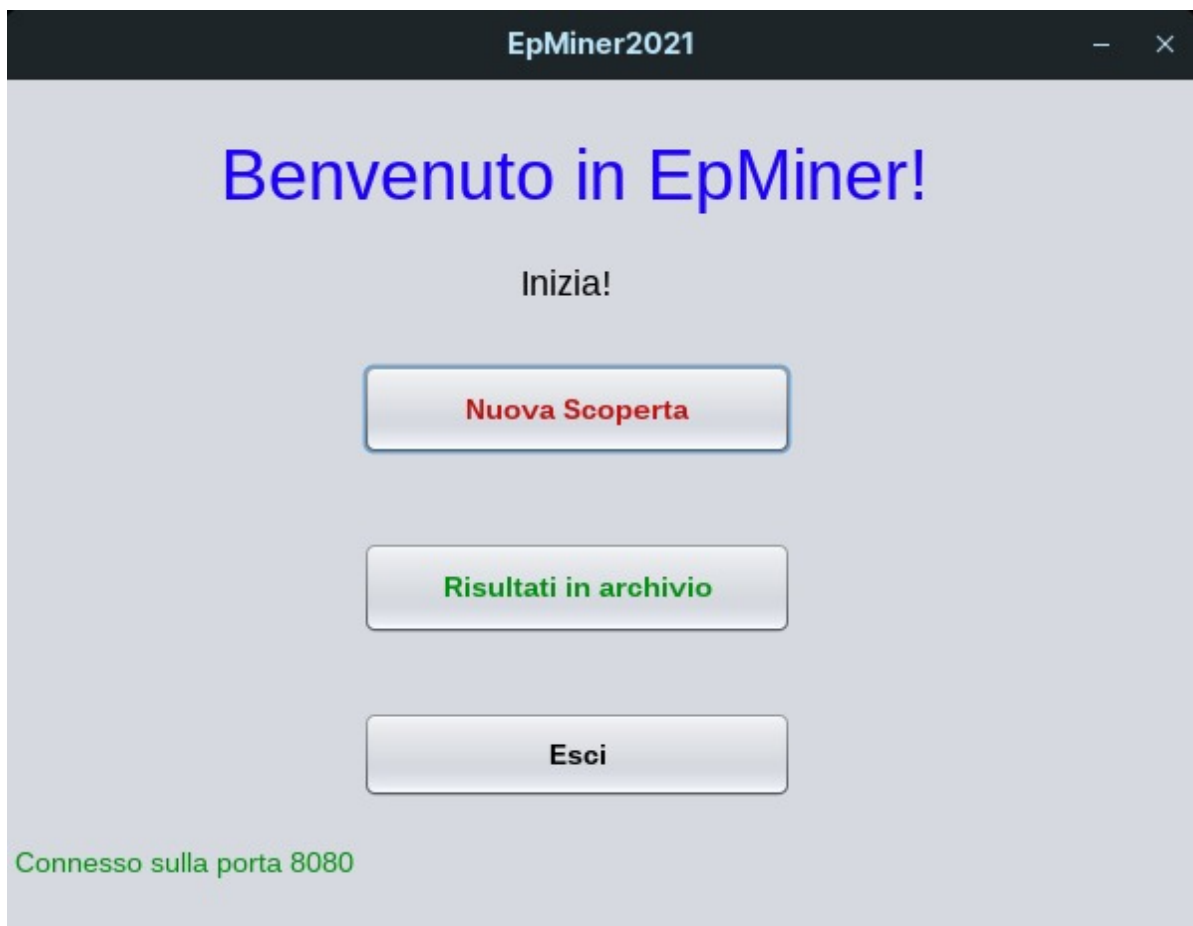 EpMiner2021
Benvenuto in EpMiner!
Inizia!
Nuova Scoperta
Risultati in archivio
Esci
Connesso sulla porta 8080